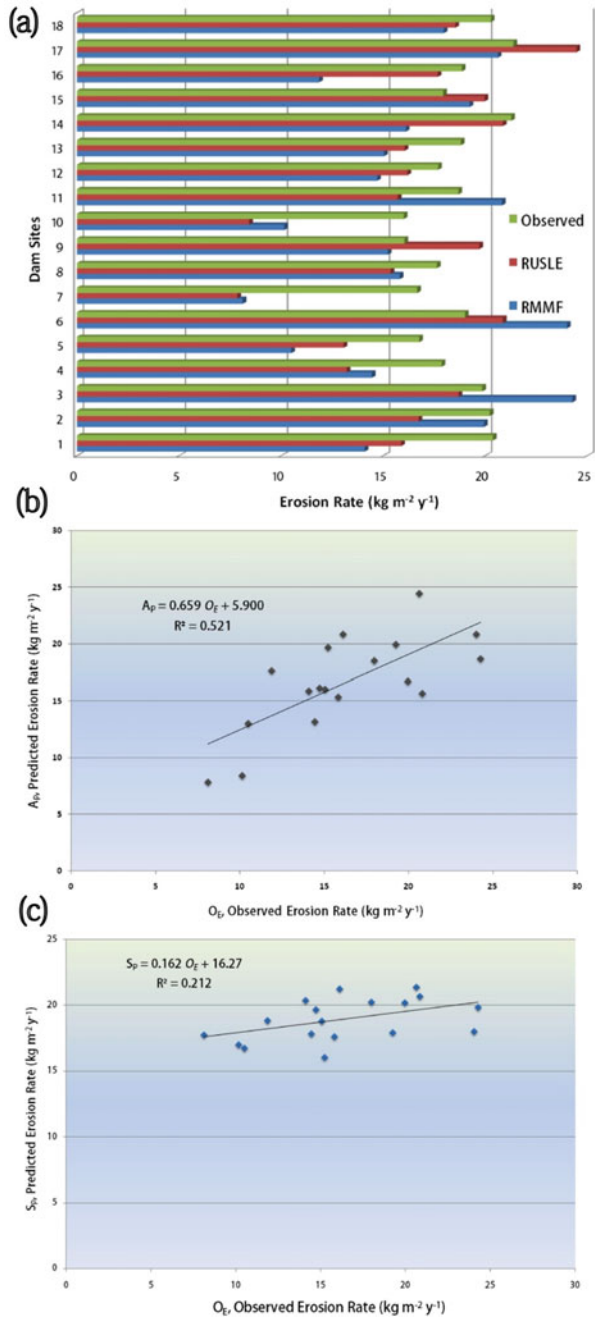 (a)
18
17
16
15
14
13
12
11
10
9
8
7
6
5
4
3
2
1
Dam Sites
Observed
RUSLE
RMMF
0 5 10 15 20 25
Erosion Rate (kg m⁻² y⁻¹)
(b)
30
25
20
15
10
5
0
Aₚ, Predicted Erosion Rate (kg m⁻² y⁻¹)
Aₚ = 0.659 O_E + 5.900
R² = 0.521
0 5 10 15 20 25 30
O_E, Observed Erosion Rate (kg m⁻² y⁻¹)
(c)
25
20
15
10
5
0
Sₚ, Predicted Erosion Rate (kg m⁻² y⁻¹)
Sₚ = 0.162 O_E + 16.27
R² = 0.212
0 5 10 15 20 25 30
O_E, Observed Erosion Rate (kg m⁻² y⁻¹)